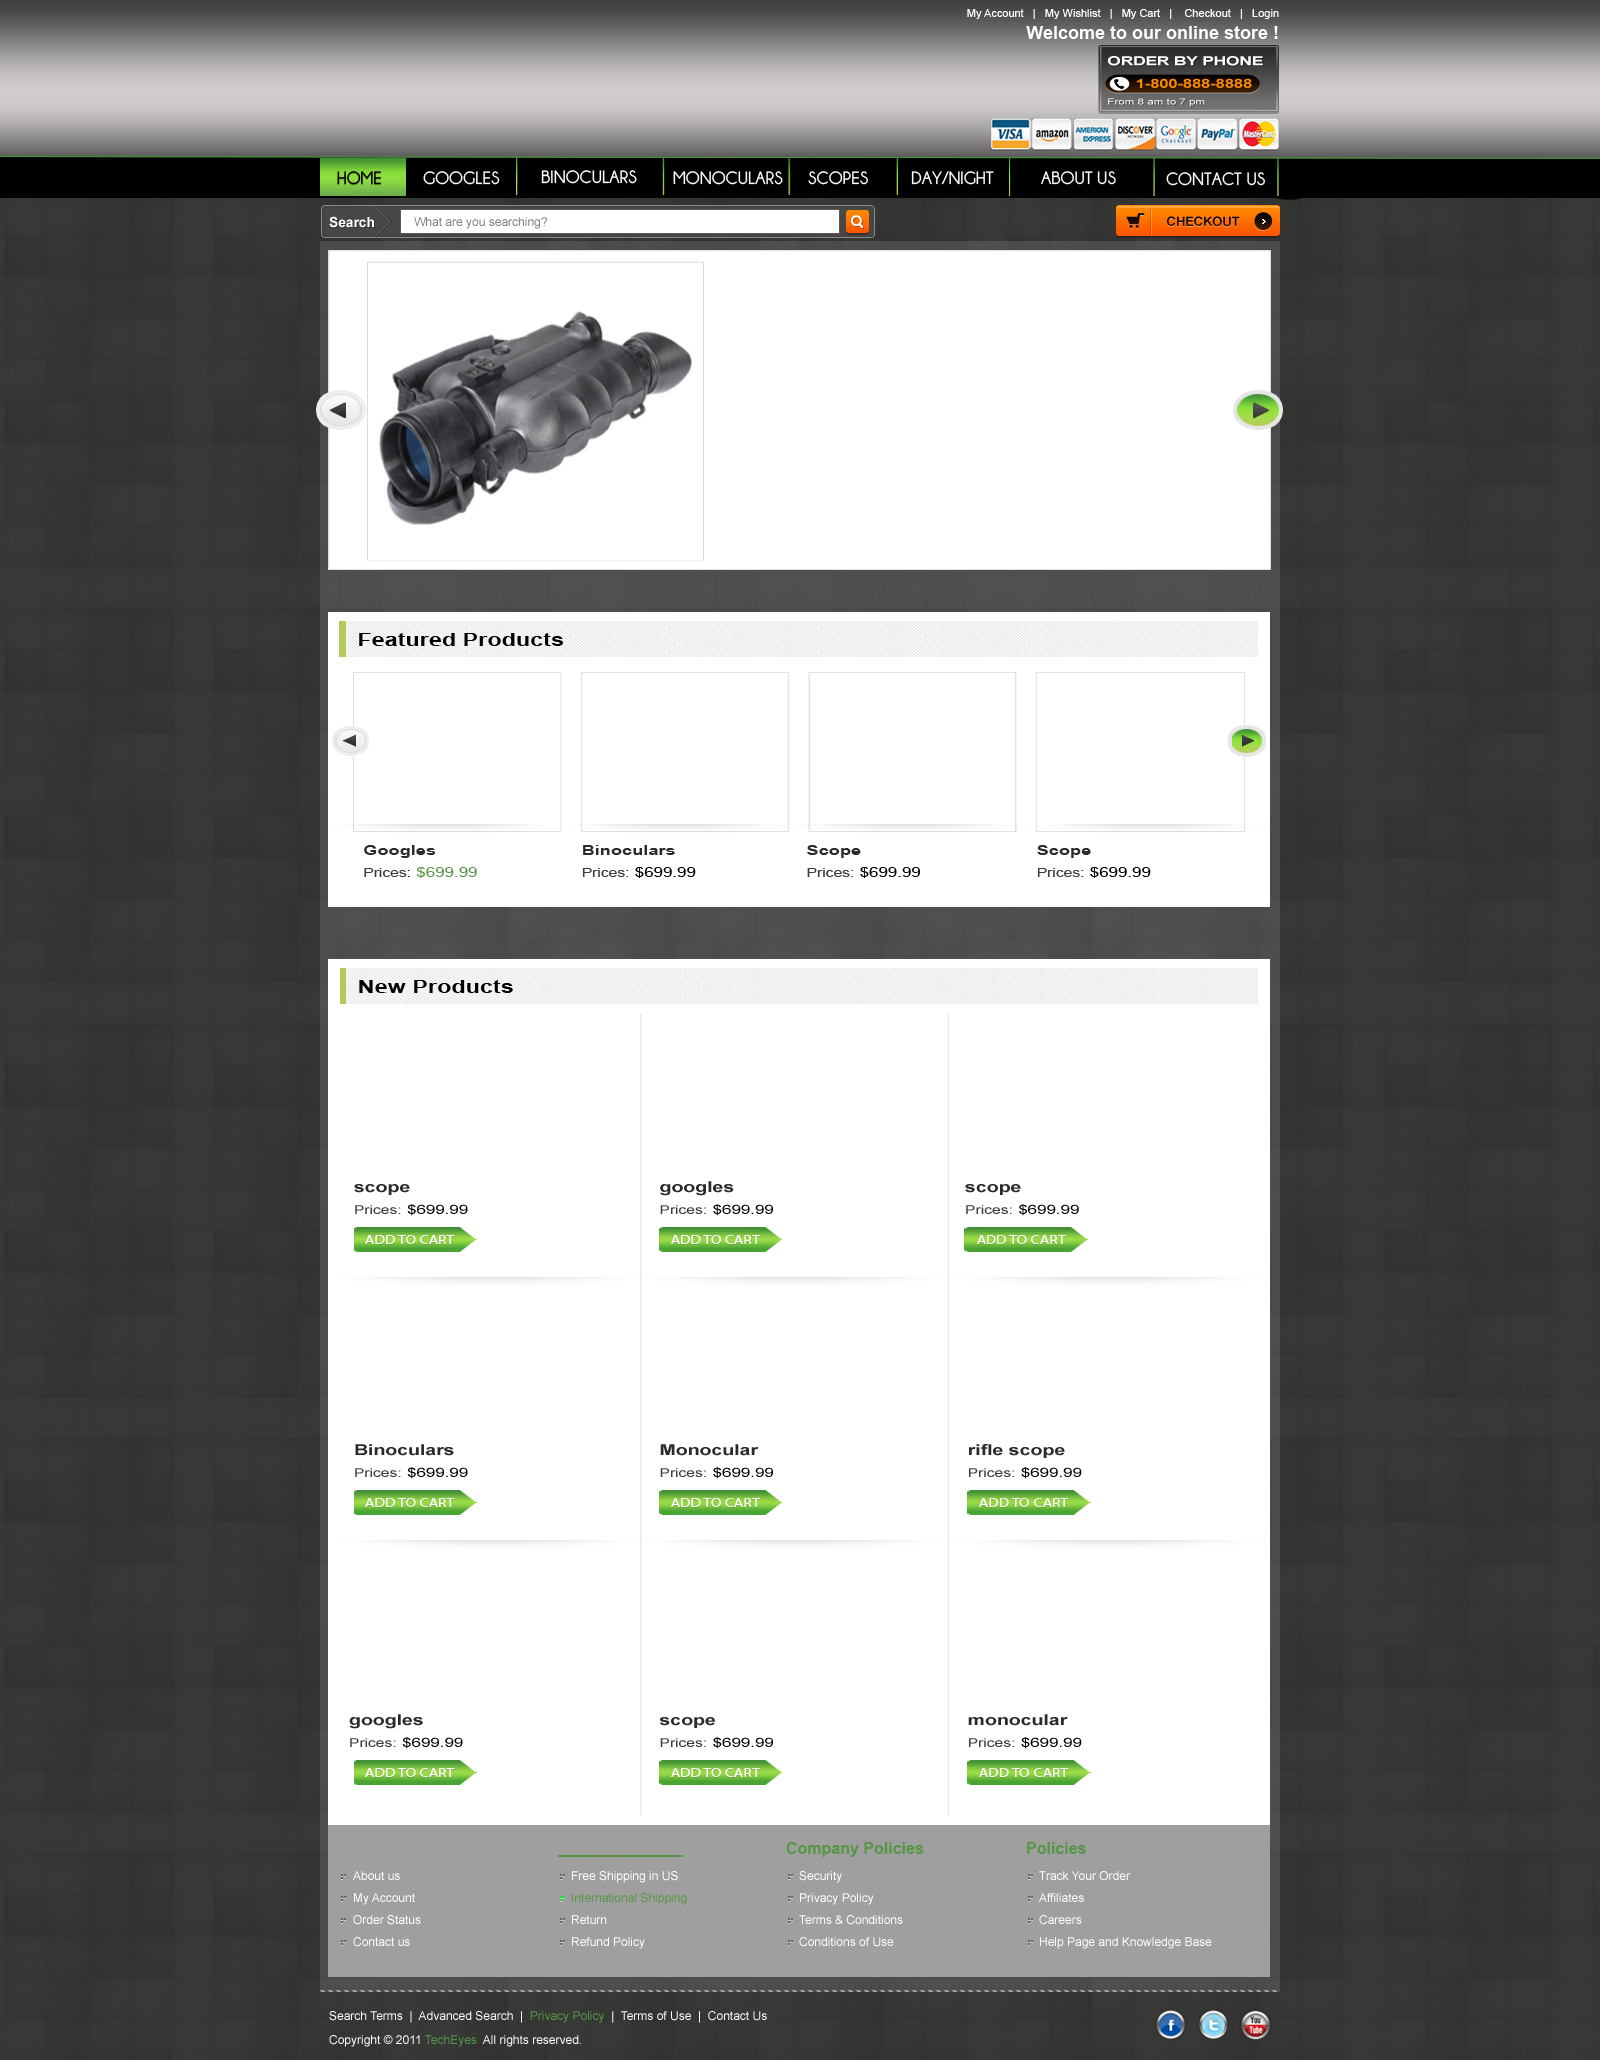 My Account | My Wishlist | My Cart | Checkout | Login
Welcome to our online store !
ORDER BY PHONE
1-800-888-8888
From 8 am to 7 pm
VISA amazon AMERICAN EXPRESS DISCOVER NETWORK Google Checkout PayPal MasterCard
HOME GOOGLES BINOCULARS MONOCULARS SCOPES DAY/NIGHT ABOUT US CONTACT US
Search What are you searching? CHECKOUT
Featured Products
Googles Binoculars Scope Scope
Prices: $699.99 Prices: $699.99 Prices: $699.99 Prices: $699.99
New Products
scope googles scope
Prices: $699.99 Prices: $699.99 Prices: $699.99
ADD TO CART ADD TO CART ADD TO CART
Binoculars Monocular rifle scope
Prices: $699.99 Prices: $699.99 Prices: $699.99
ADD TO CART ADD TO CART ADD TO CART
googles scope monocular
Prices: $699.99 Prices: $699.99 Prices: $699.99
ADD TO CART ADD TO CART ADD TO CART
Company Policies Policies
About us Free Shipping in US Security Track Your Order
My Account International Shipping Privacy Policy Affiliates
Order Status Return Terms & Conditions Careers
Contact us Refund Policy Conditions of Use Help Page and Knowledge Base
Search Terms | Advanced Search | Privacy Policy | Terms of Use | Contact Us
Copyright © 2011 TechEyes All rights reserved.
f t You Tube